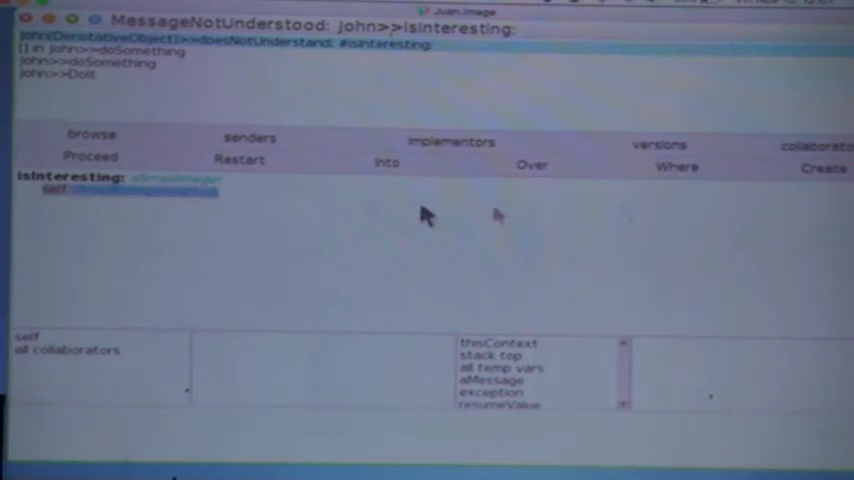 Juan.image
MessageNotUnderstood: John>>isInteresting:
John(DenotativeObject)>>doesNotUnderstand: #isInteresting:
[] in John>>doSomething
John>>doSomething
John>>DoIt
browse senders implementors versions collaborato
Proceed Restart Into Over Where Create
isInteresting: aSmallInteger
self
self
all collaborators
thisContext
stack top
all temp vars
aMessage
exception
resumeValue